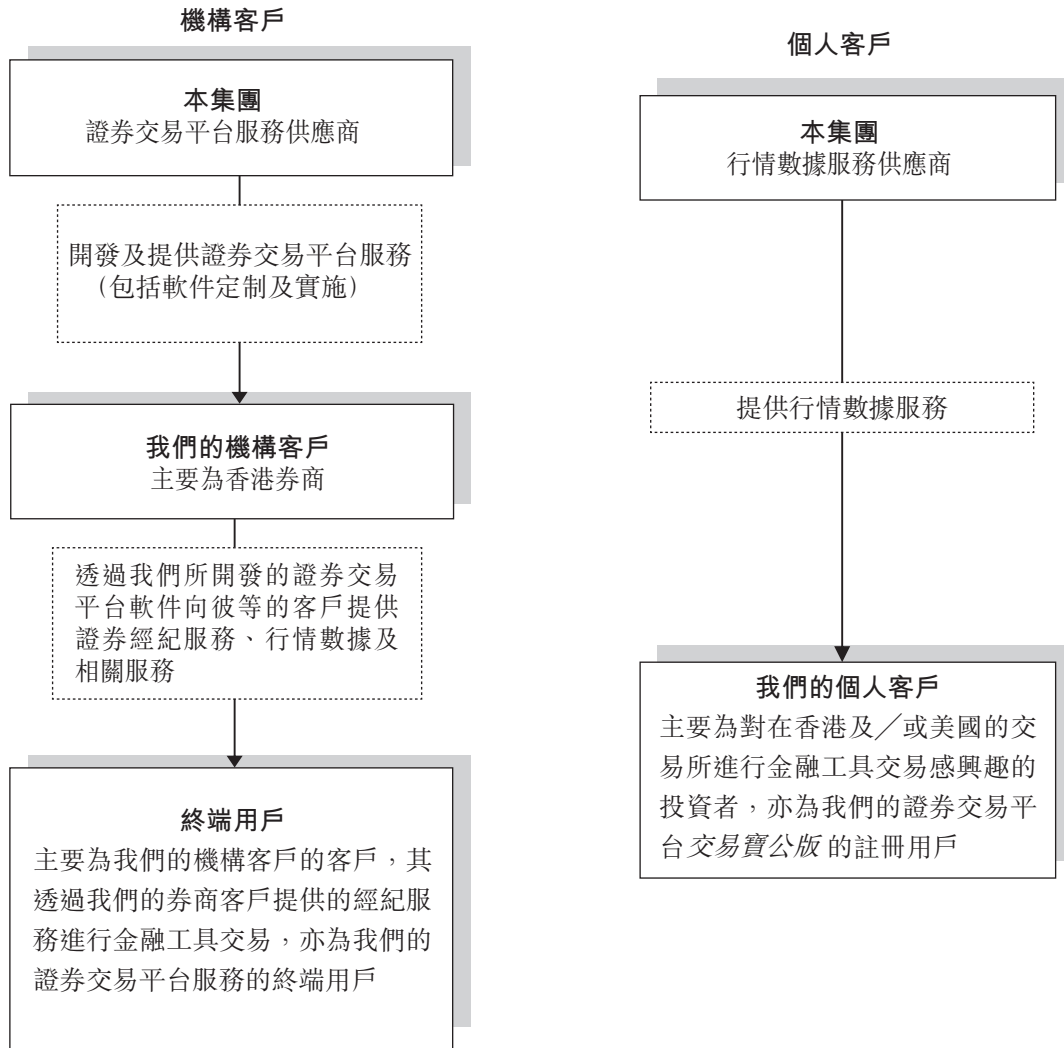 機構客戶
本集團
證券交易平台服務供應商
開發及提供證券交易平台服務
（包括軟件定制及實施）
我們的機構客戶
主要為香港券商
透過我們所開發的證券交易
平台軟件向彼等的客戶提供
證券經紀服務、行情數據及
相關服務
終端用戶
主要為我們的機構客戶的客戶，其
透過我們的券商客戶提供的經紀服
務進行金融工具交易，亦為我們的
證券交易平台服務的終端用戶
個人客戶
本集團
行情數據服務供應商
提供行情數據服務
我們的個人客戶
主要為對在香港及／或美國的交
易所進行金融工具交易感興趣的
投資者，亦為我們的證券交易平
台交易寶公版的註冊用戶